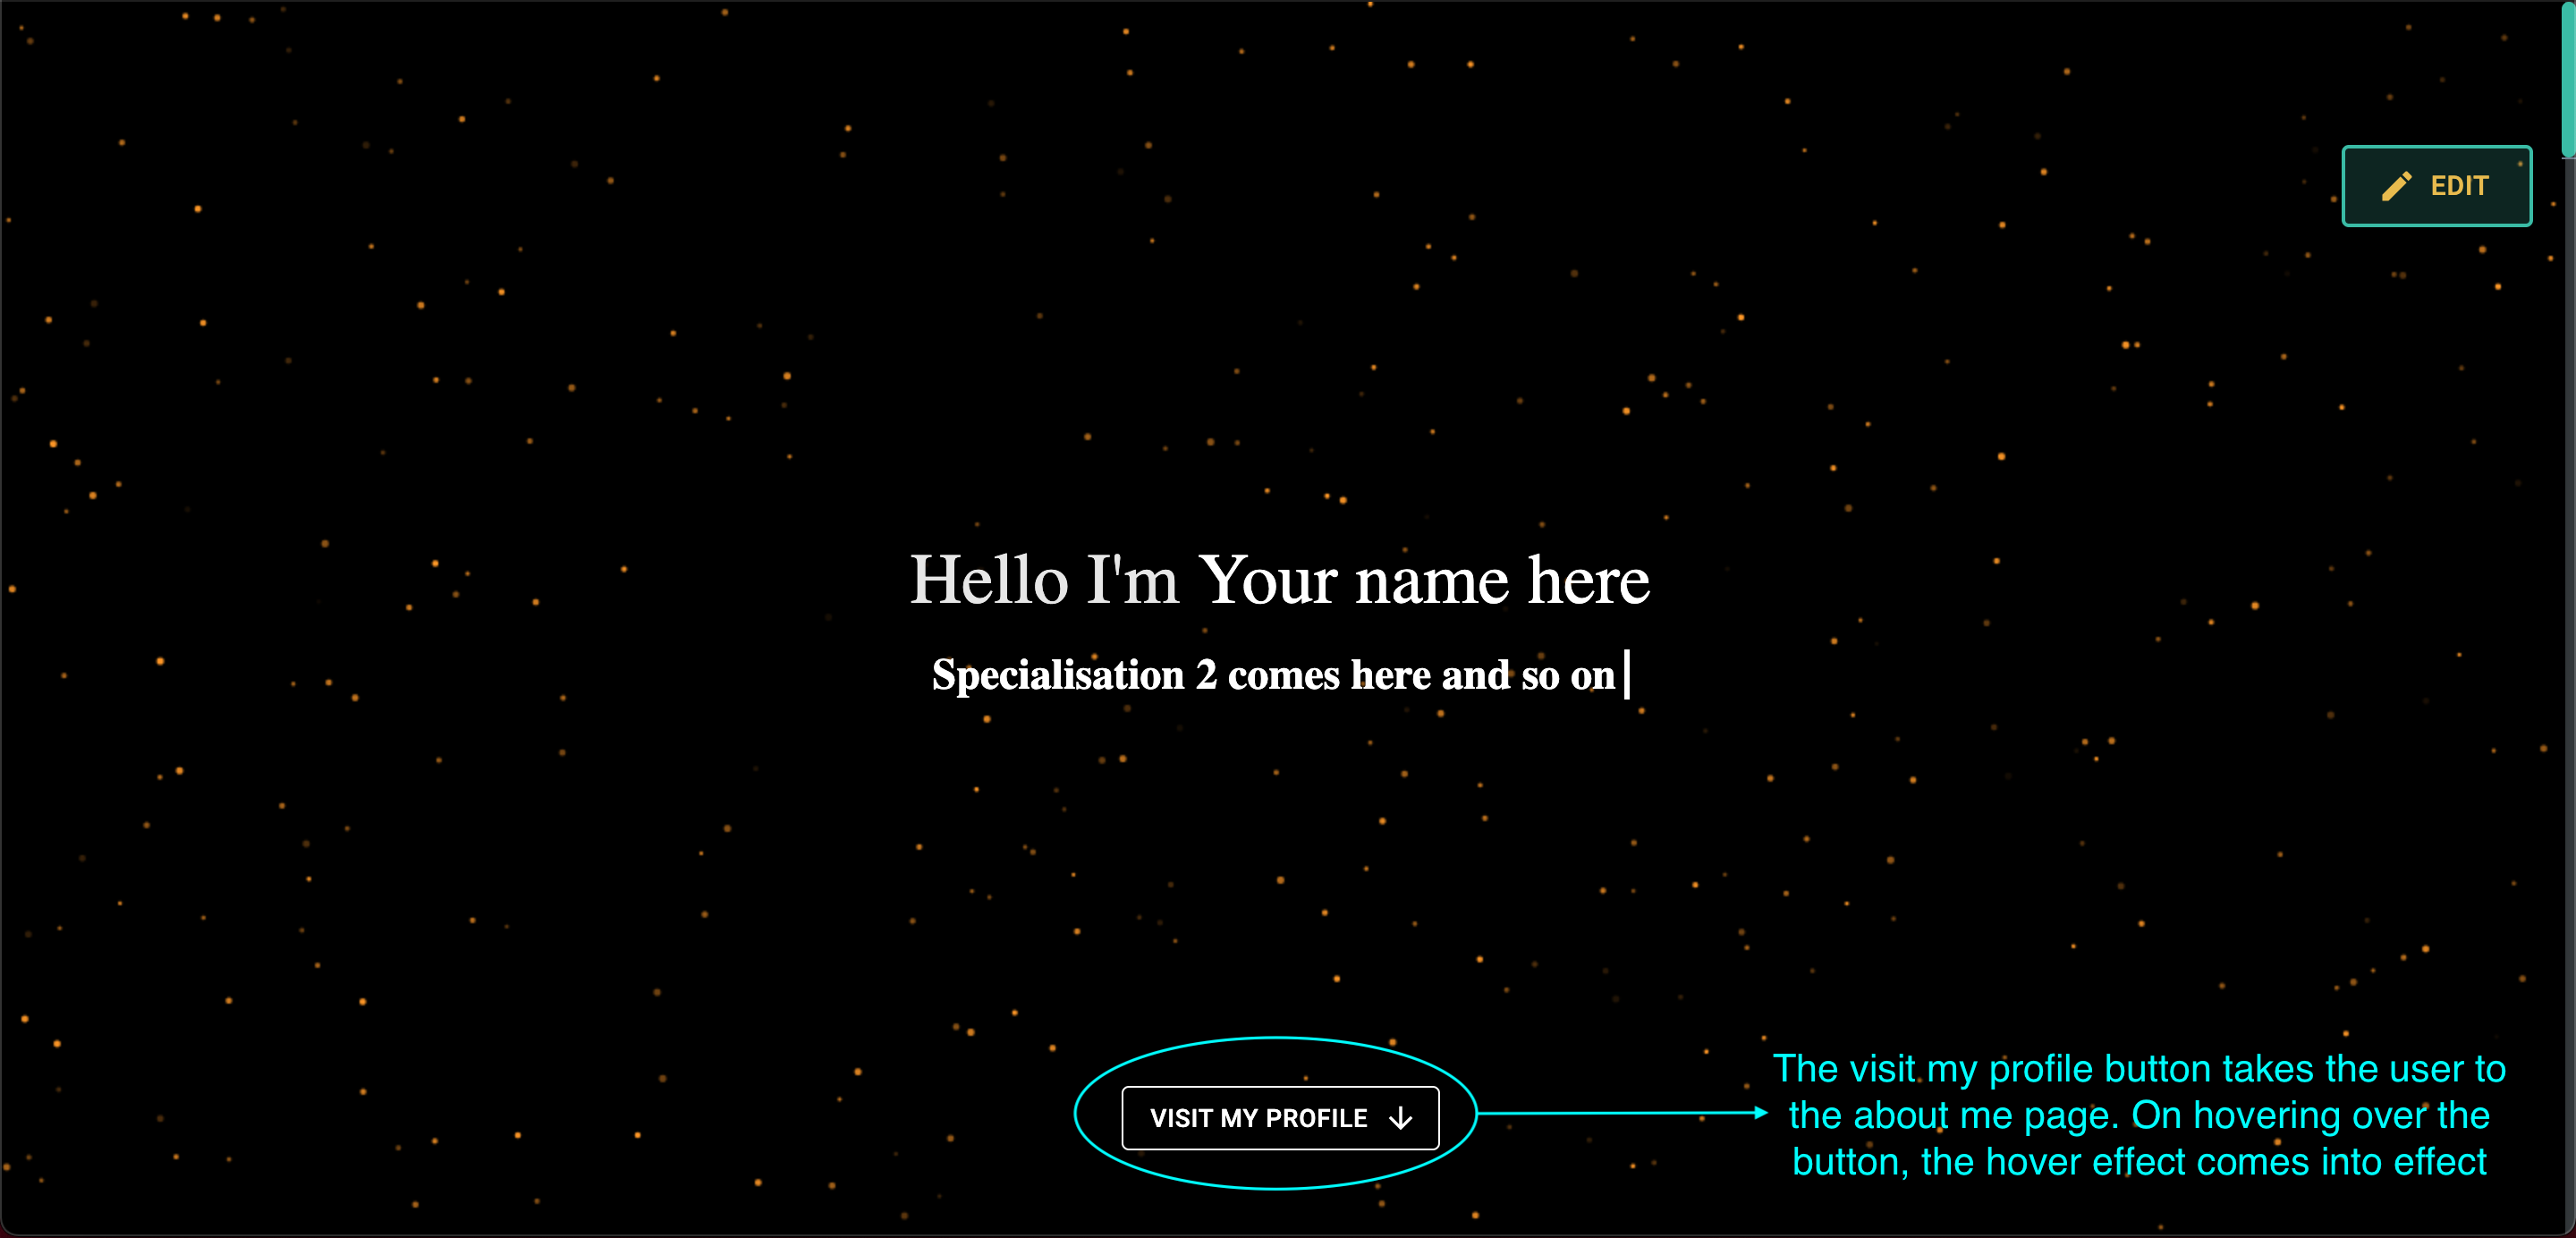 EDIT
Hello I'm Your name here
Specialisation 2 comes here and so on
VISIT MY PROFILE
The visit my profile button takes the user to
the about me page. On hovering over the
button, the hover effect comes into effect